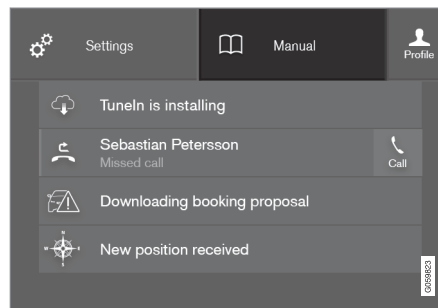 Settings
Manual
Profile
TuneIn is installing
Sebastian Petersson
Missed call
Call
Downloading booking proposal
N
W
E
S
New position received
G059823